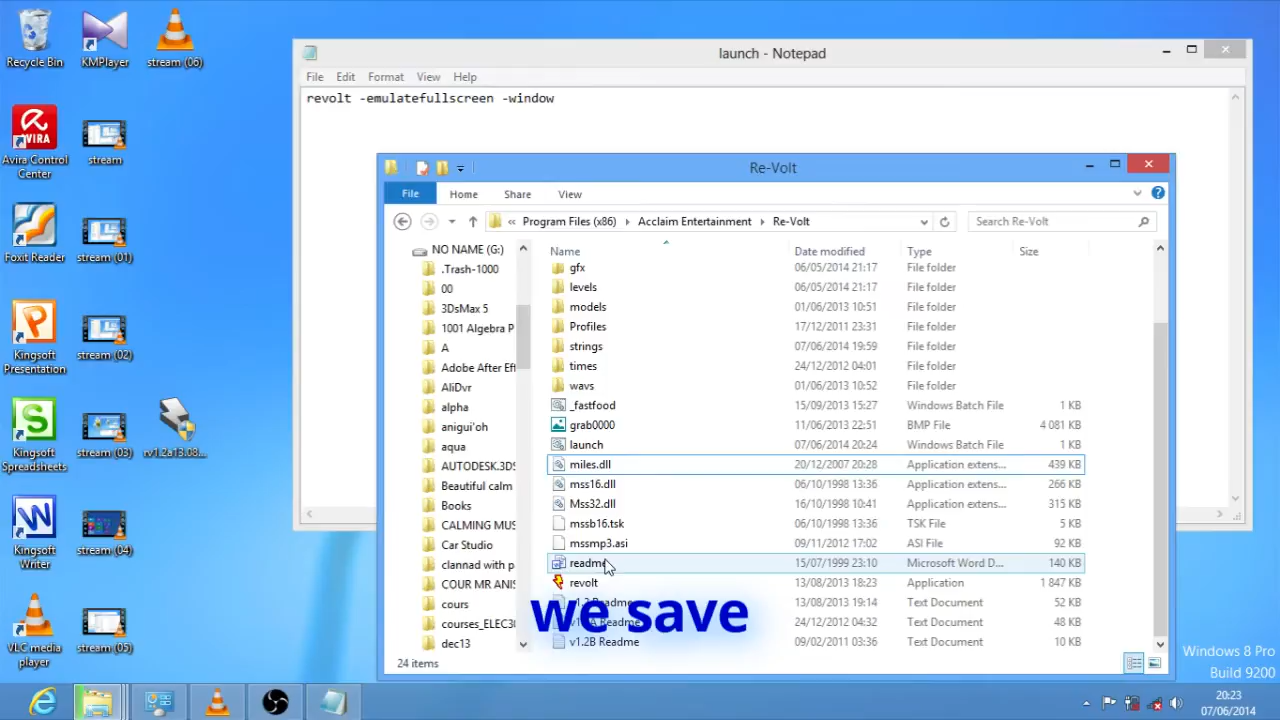 Recycle Bin
KMPlayer
stream (06)
Avira Control Center
stream
Foxit Reader
stream (01)
Kingsoft Presentation
stream (02)
Kingsoft Spreadsheets
stream (03)
rv1.2a13.08...
Kingsoft Writer
stream (04)
VLC media player
stream (05)
launch - Notepad
File Edit Format View Help
revolt -emulatefullscreen -window
Re-Volt
File Home Share View
« Program Files (x86) Acclaim Entertainment Re-Volt
Search Re-Volt
NO NAME (G:)
.Trash-1000
00
3DsMax 5
1001 Algebra P
A
Adobe After Eff
AliDvr
alpha
anigui'oh
aqua
AUTODESK.3DS
Beautiful calm
Books
CALMING MUS
Car Studio
clannad with p
COUR MR ANIS
cours
courses_ELEC30
dec13
Name Date modified Type Size
gfx 06/05/2014 21:17 File folder
levels 06/05/2014 21:17 File folder
models 01/06/2013 10:51 File folder
Profiles 17/12/2011 23:31 File folder
strings 07/06/2014 19:59 File folder
times 24/12/2012 04:01 File folder
wavs 01/06/2013 10:52 File folder
_fastfood 15/09/2013 15:27 Windows Batch File 1 KB
grab0000 11/06/2013 22:51 BMP File 4 081 KB
launch 07/06/2014 20:24 Windows Batch File 1 KB
miles.dll 20/12/2007 20:28 Application extens... 439 KB
mss16.dll 06/10/1998 13:36 Application extens... 266 KB
Mss32.dll 16/10/1998 10:41 Application extens... 315 KB
mssb16.tsk 06/10/1998 13:36 TSK File 5 KB
mssmp3.asi 09/11/2012 17:02 ASI File 92 KB
readme 15/07/1999 23:10 Microsoft Word D... 140 KB
revolt 13/08/2013 18:23 Application 1 847 KB
v1.2 Readme 13/08/2013 19:14 Text Document 52 KB
Readme 24/12/2012 04:32 Text Document 48 KB
v1.2B Readme 09/02/2011 03:36 Text Document 10 KB
we save
24 items
Windows 8 Pro
Build 9200
20:23
07/06/2014